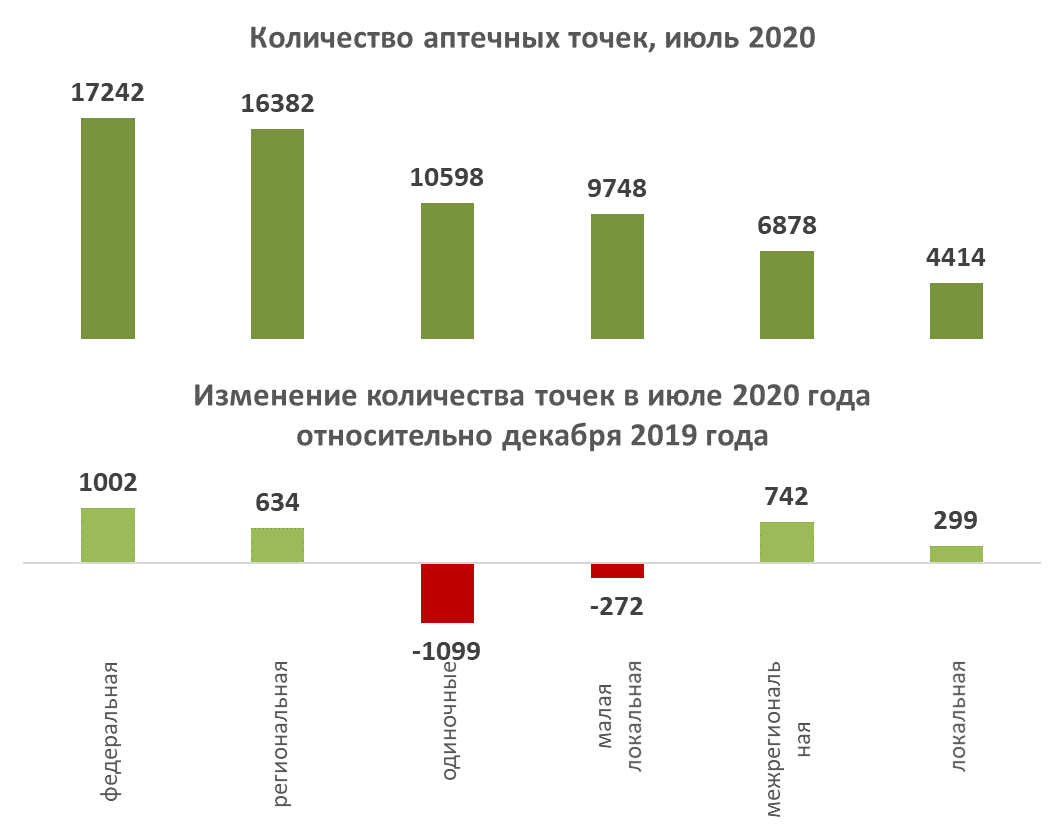 Количество аптечных точек, июль 2020
17242
16382
10598
9748
6878
4414
Изменение количества точек в июле 2020 года
относительно декабря 2019 года
1002
634
-1099
-272
742
299
федеральная
региональная
одиночные
малая
локальная
межрегиональ
ная
локальная